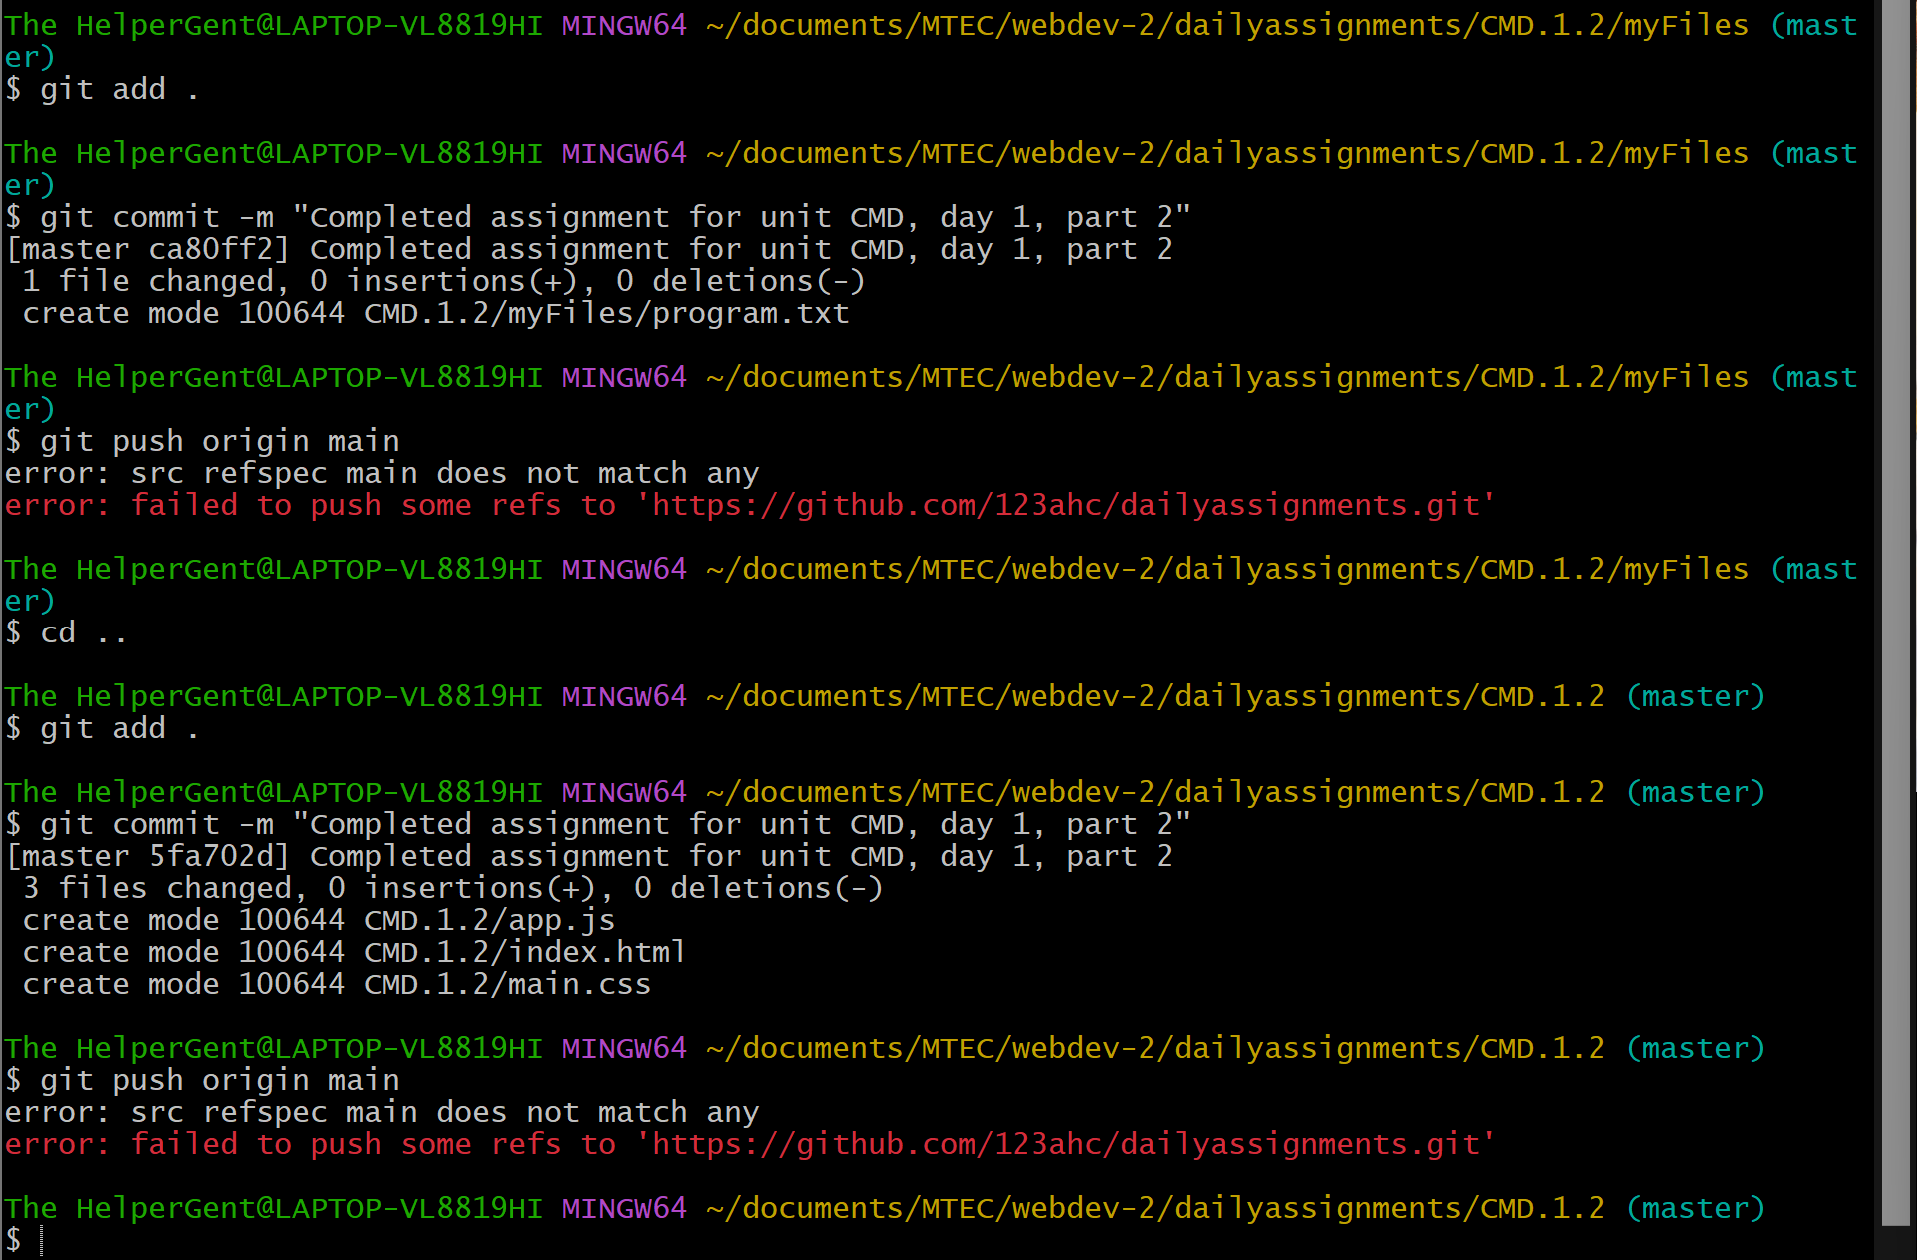 The HelperGent@LAPTOP-VL8819HI MINGW64 ~/documents/MTEC/webdev-2/dailyassignments/CMD.1.2/myFiles (mast
er)
$ git add .
The HelperGent@LAPTOP-VL8819HI MINGW64 ~/documents/MTEC/webdev-2/dailyassignments/CMD.1.2/myFiles (mast
er)
$ git commit -m "Completed assignment for unit CMD, day 1, part 2"
[master ca80ff2] Completed assignment for unit CMD, day 1, part 2
 1 file changed, 0 insertions(+), 0 deletions(-)
 create mode 100644 CMD.1.2/myFiles/program.txt
The HelperGent@LAPTOP-VL8819HI MINGW64 ~/documents/MTEC/webdev-2/dailyassignments/CMD.1.2/myFiles (mast
er)
$ git push origin main
error: src refspec main does not match any
error: failed to push some refs to 'https://github.com/123ahc/dailyassignments.git'
The HelperGent@LAPTOP-VL8819HI MINGW64 ~/documents/MTEC/webdev-2/dailyassignments/CMD.1.2/myFiles (mast
er)
$ cd ..
The HelperGent@LAPTOP-VL8819HI MINGW64 ~/documents/MTEC/webdev-2/dailyassignments/CMD.1.2 (master)
$ git add .
The HelperGent@LAPTOP-VL8819HI MINGW64 ~/documents/MTEC/webdev-2/dailyassignments/CMD.1.2 (master)
$ git commit -m "Completed assignment for unit CMD, day 1, part 2"
[master 5fa702d] Completed assignment for unit CMD, day 1, part 2
 3 files changed, 0 insertions(+), 0 deletions(-)
 create mode 100644 CMD.1.2/app.js
 create mode 100644 CMD.1.2/index.html
 create mode 100644 CMD.1.2/main.css
The HelperGent@LAPTOP-VL8819HI MINGW64 ~/documents/MTEC/webdev-2/dailyassignments/CMD.1.2 (master)
$ git push origin main
error: src refspec main does not match any
error: failed to push some refs to 'https://github.com/123ahc/dailyassignments.git'
The HelperGent@LAPTOP-VL8819HI MINGW64 ~/documents/MTEC/webdev-2/dailyassignments/CMD.1.2 (master)
$